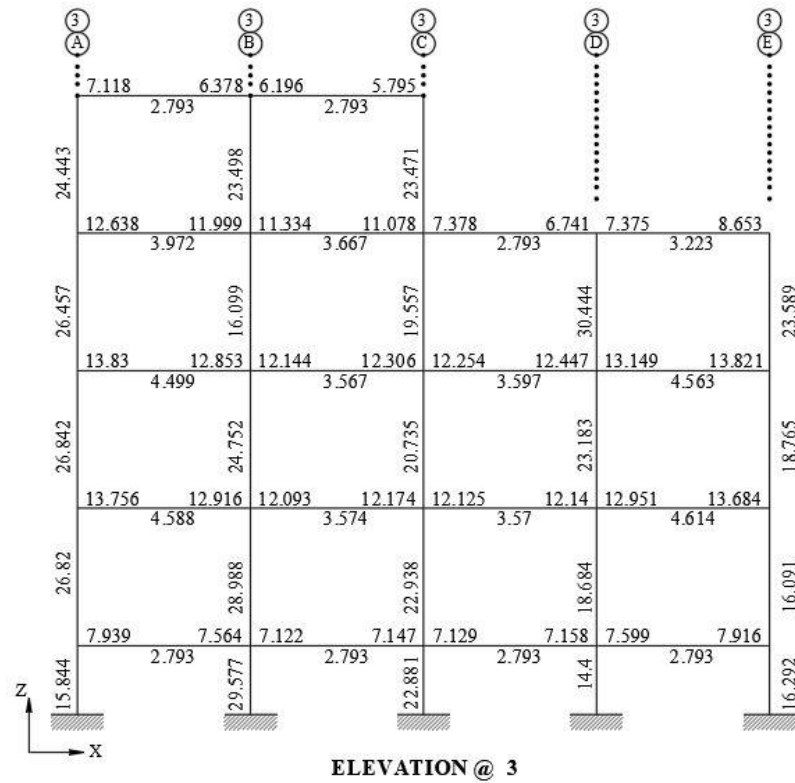 3 3 3 3 3
A B C D E
7.118 6.378 6.196 5.795
2.793 2.793
24.443 23.498 23.471
12.638 11.999 11.334 11.078 7.378 6.741 7.375 8.653
3.972 3.667 2.793 3.223
26.457 16.099 19.557 30.444 23.589
13.83 12.853 12.144 12.306 12.254 12.447 13.149 13.821
4.499 3.567 3.597 4.563
26.842 24.752 20.735 23.183 18.765
13.756 12.916 12.093 12.174 12.125 12.14 12.951 13.684
4.588 3.574 3.57 4.614
26.82 28.988 22.938 18.684 16.091
7.939 7.564 7.122 7.147 7.129 7.158 7.599 7.916
2.793 2.793 2.793 2.793
15.844 29.577 22.881 14.4 16.292
Z
X
ELEVATION @ 3